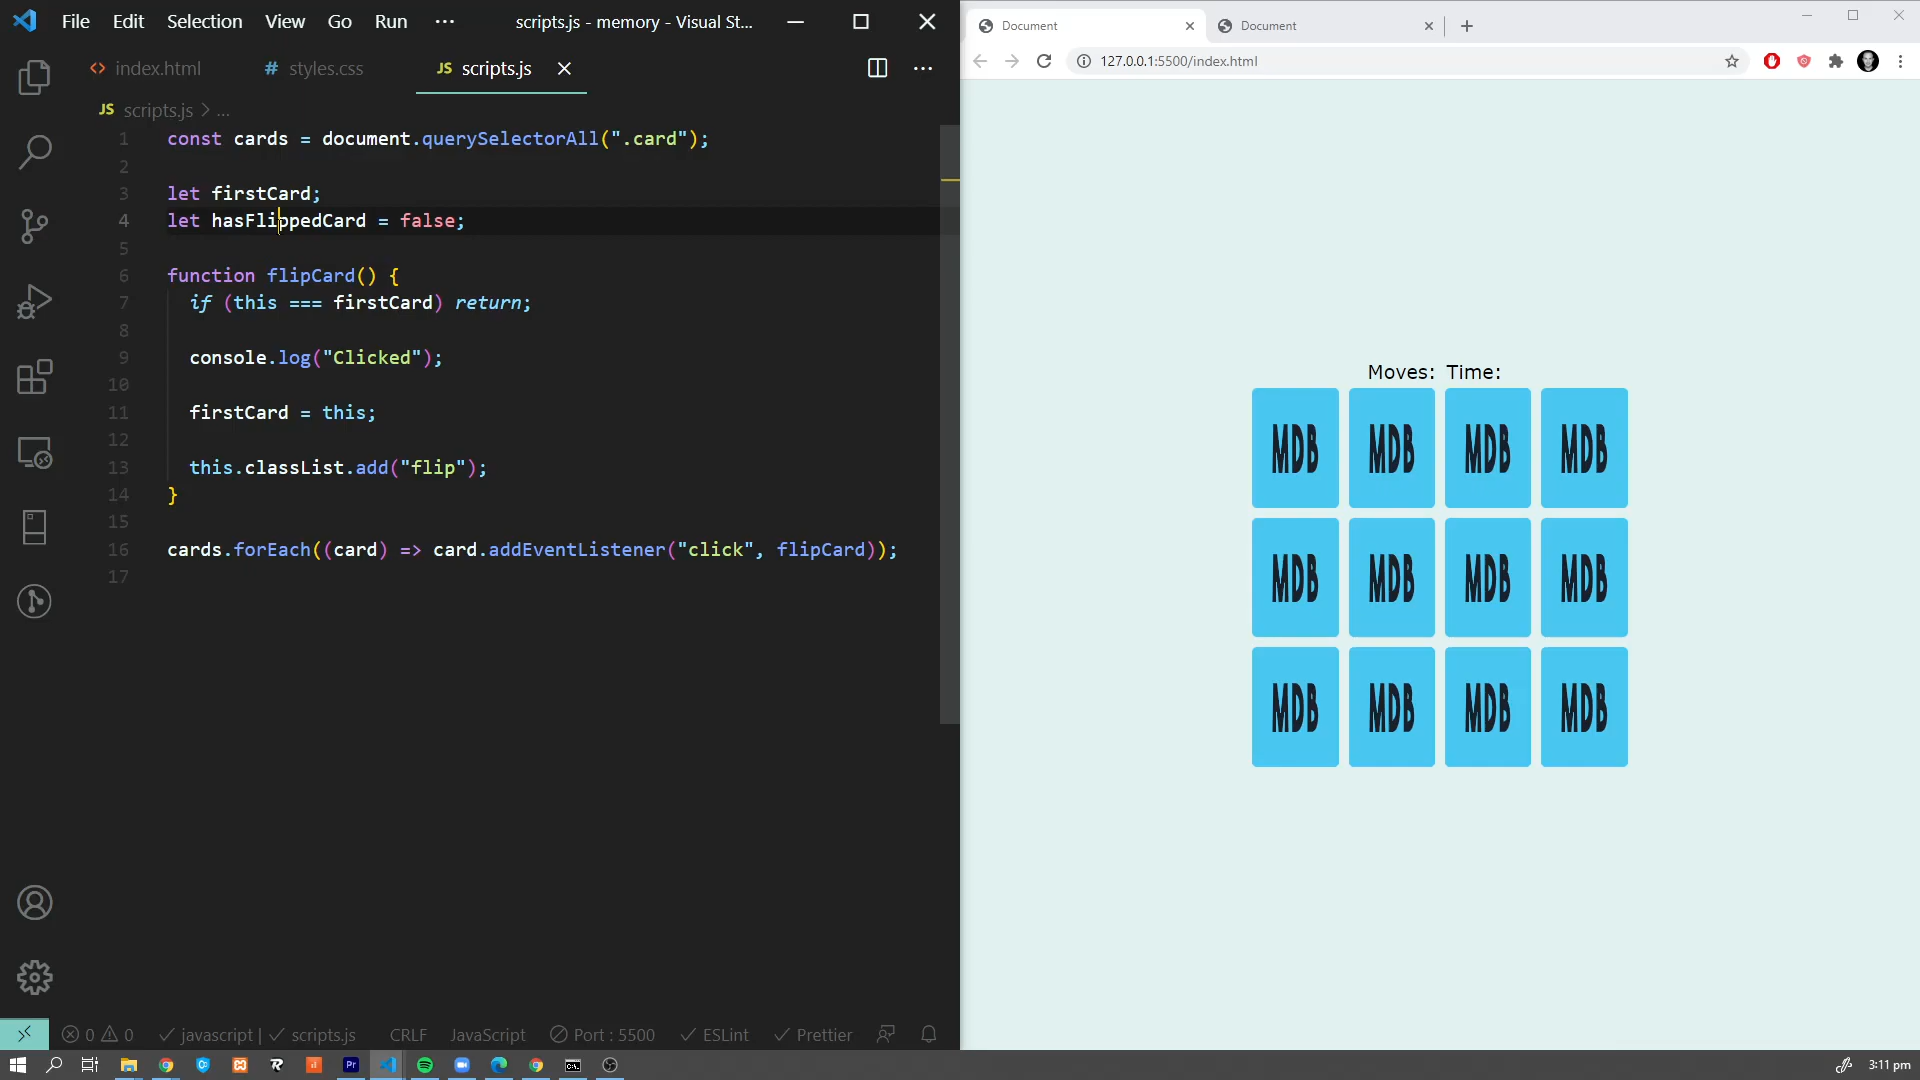 File Edit Selection View Go Run ··· scripts.js - memory - Visual St...
<> index.html # styles.css JS scripts.js
JS scripts.js > ...
1 const cards = document.querySelectorAll(".card");
2
3 let firstCard;
4 let hasFlippedCard = false;
5
6 function flipCard() {
7 if (this === firstCard) return;
8
9 console.log("Clicked");
10
11 firstCard = this;
12
13 this.classList.add("flip");
14 }
15
16 cards.forEach((card) => card.addEventListener("click", flipCard));
17
0 0 javascript | scripts.js CRLF JavaScript Port : 5500 ESLint Prettier
Document Document
127.0.0.1:5500/index.html
Moves: Time:
MDB MDB MDB MDB
MDB MDB MDB MDB
MDB MDB MDB MDB
Pr
3:11 pm